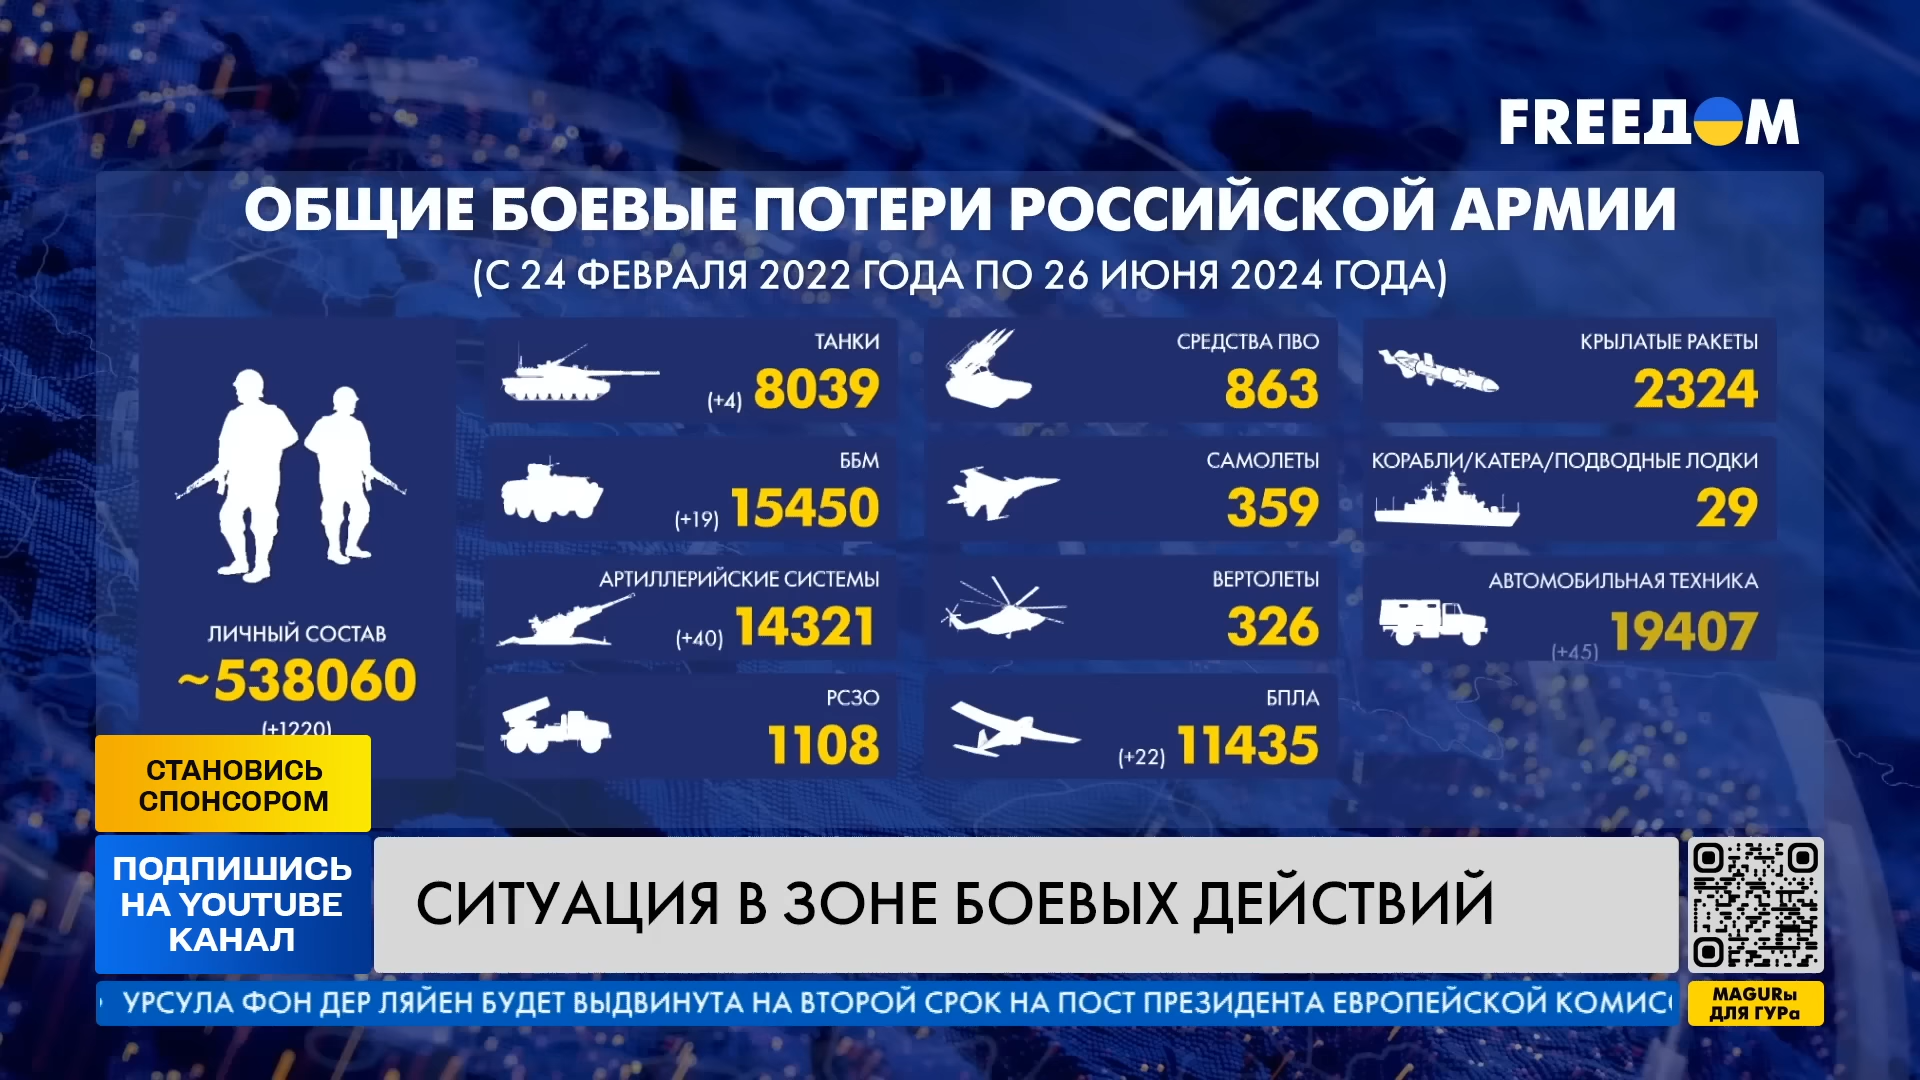 FREEДOM
ОБЩИЕ БОЕВЫЕ ПОТЕРИ РОССИЙСКОЙ АРМИИ
(С 24 ФЕВРАЛЯ 2022 ГОДА ПО 26 ИЮНЯ 2024 ГОДА)
ЛИЧНЫЙ СОСТАВ
~538060
(+1220)
ТАНКИ
(+4) 8039
ББМ
(+19) 15450
АРТИЛЛЕРИЙСКИЕ СИСТЕМЫ
(+40) 14321
РСЗО
1108
СРЕДСТВА ПВО
863
САМОЛЕТЫ
359
ВЕРТОЛЕТЫ
326
БПЛА
(+22) 11435
КРЫЛАТЫЕ РАКЕТЫ
2324
КОРАБЛИ/КАТЕРА/ПОДВОДНЫЕ ЛОДКИ
29
АВТОМОБИЛЬНАЯ ТЕХНИКА
(+45) 19407
СТАНОВИСЬ
СПОНСОРОМ
ПОДПИШИСЬ
НА YOUTUBE
КАНАЛ
СИТУАЦИЯ В ЗОНЕ БОЕВЫХ ДЕЙСТВИЙ
УРСУЛА ФОН ДЕР ЛЯЙЕН БУДЕТ ВЫДВИНУТА НА ВТОРОЙ СРОК НА ПОСТ ПРЕЗИДЕНТА ЕВРОПЕЙСКОЙ КОМИСС
MAGURы
ДЛЯ ГУРа